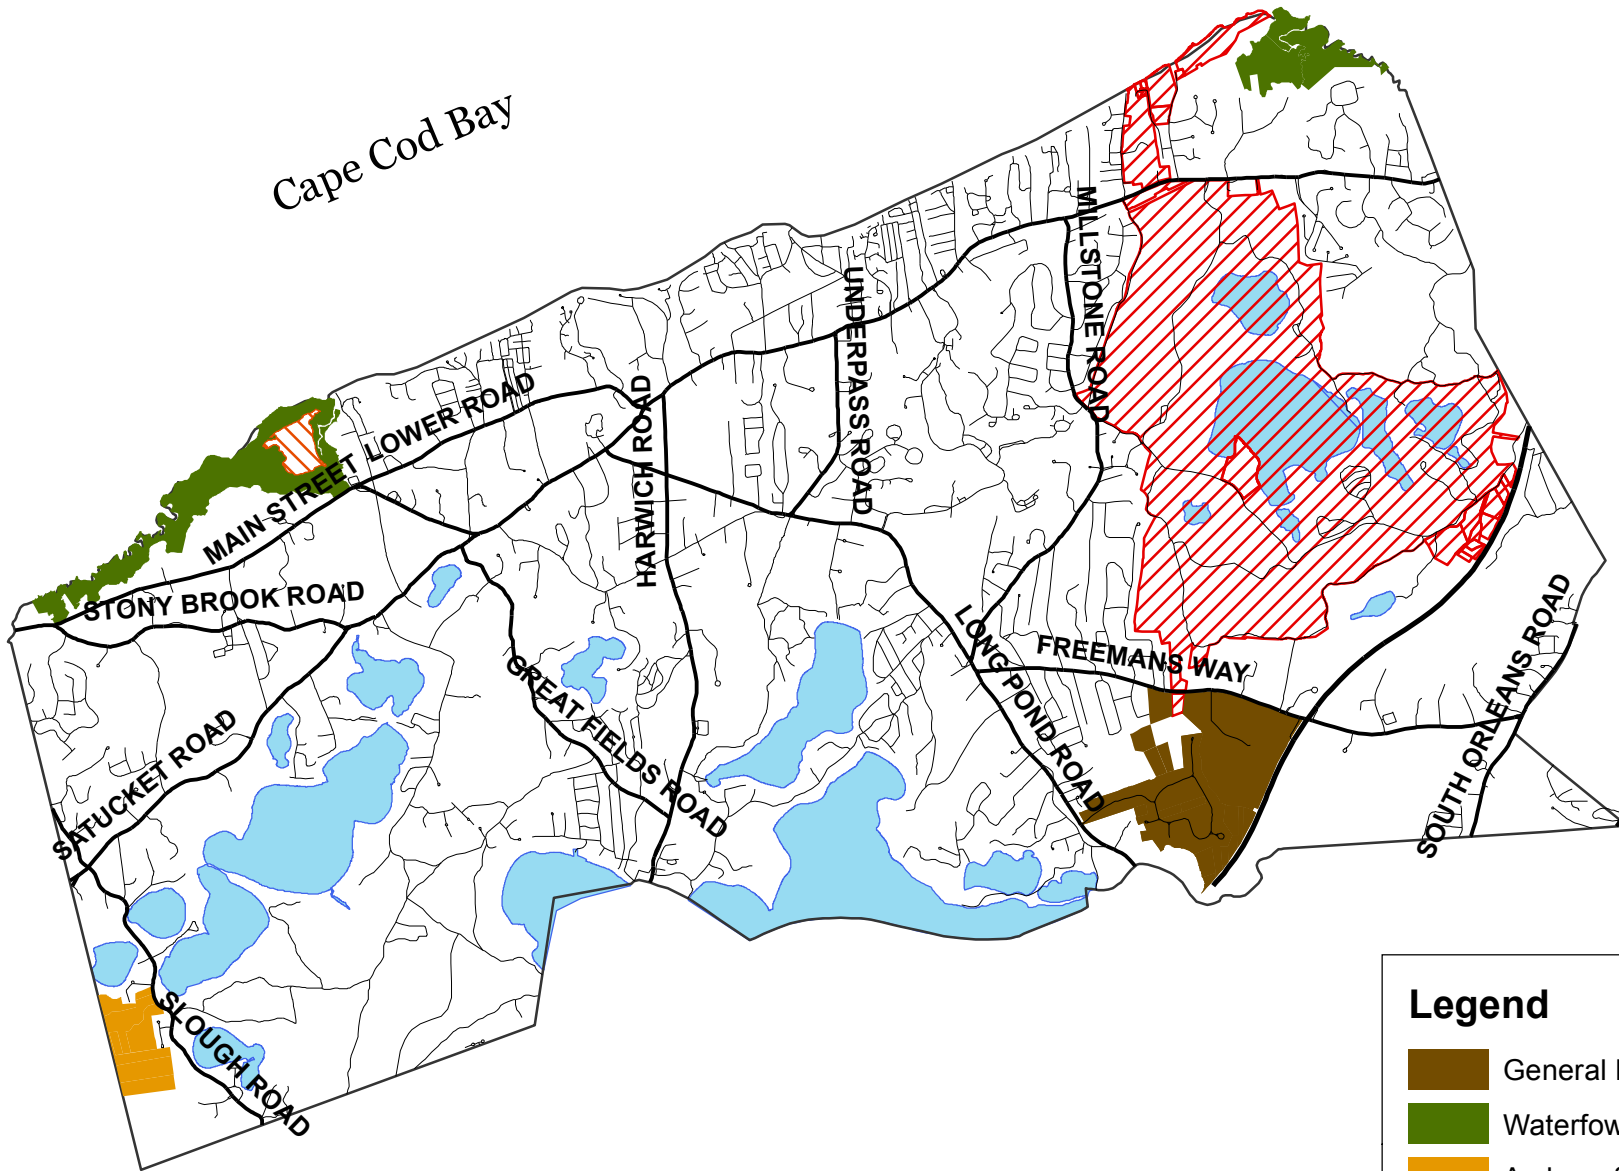 Cape Cod Bay
MILLSTONE ROAD
UNDERPASS ROAD
LOWER ROAD
HARWICH ROAD
MAIN STREET
STONY BROOK ROAD
LONG POND ROAD
FREEMANS WAY
SOUTH ORLEANS ROAD
GREAT FIELDS ROAD
SATUCKET ROAD
SLOUGH ROAD
Legend
General
Waterfow